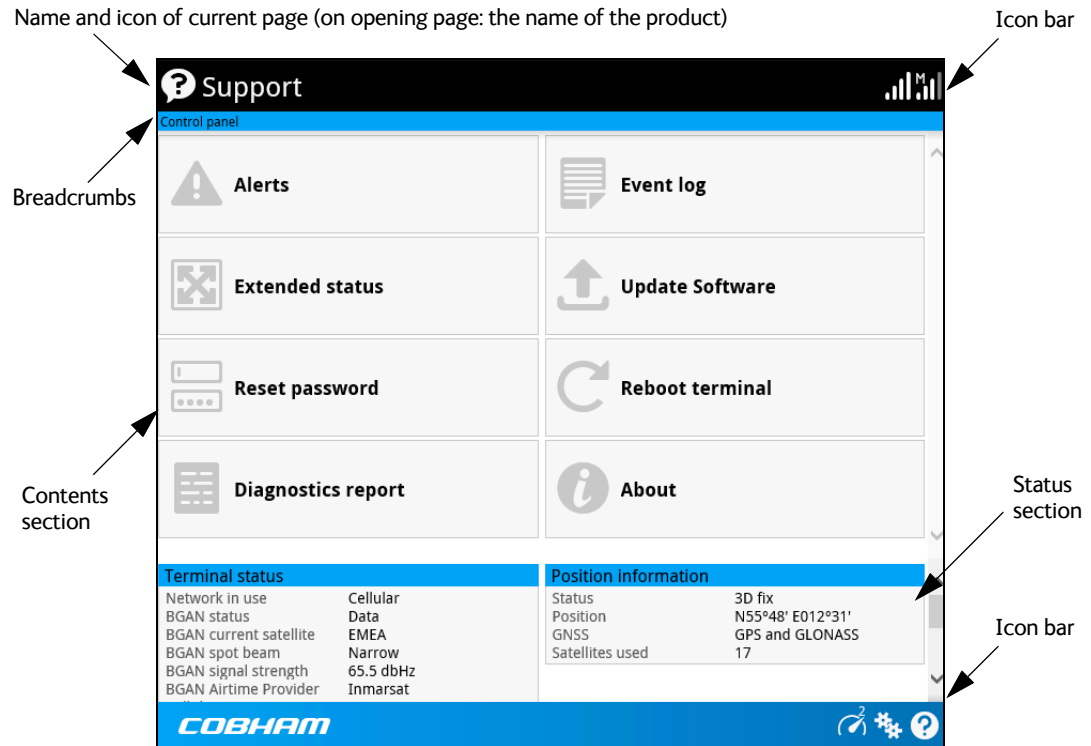 Name and icon of current page (on opening page: the name of the product)
Icon bar
Support
M
Control panel
Breadcrumbs
Alerts
Event log
Extended status
Update Software
Reset password
Reboot terminal
Diagnostics report
About
Contents
section
Status
section
Terminal status
Network in use Cellular
BGAN status Data
BGAN current satellite EMEA
BGAN spot beam Narrow
BGAN signal strength 65.5 dbHz
BGAN Airtime Provider Inmarsat
Position information
Status 3D fix
Position N55°48' E012°31'
GNSS GPS and GLONASS
Satellites used 17
Icon bar
COBHAM
2